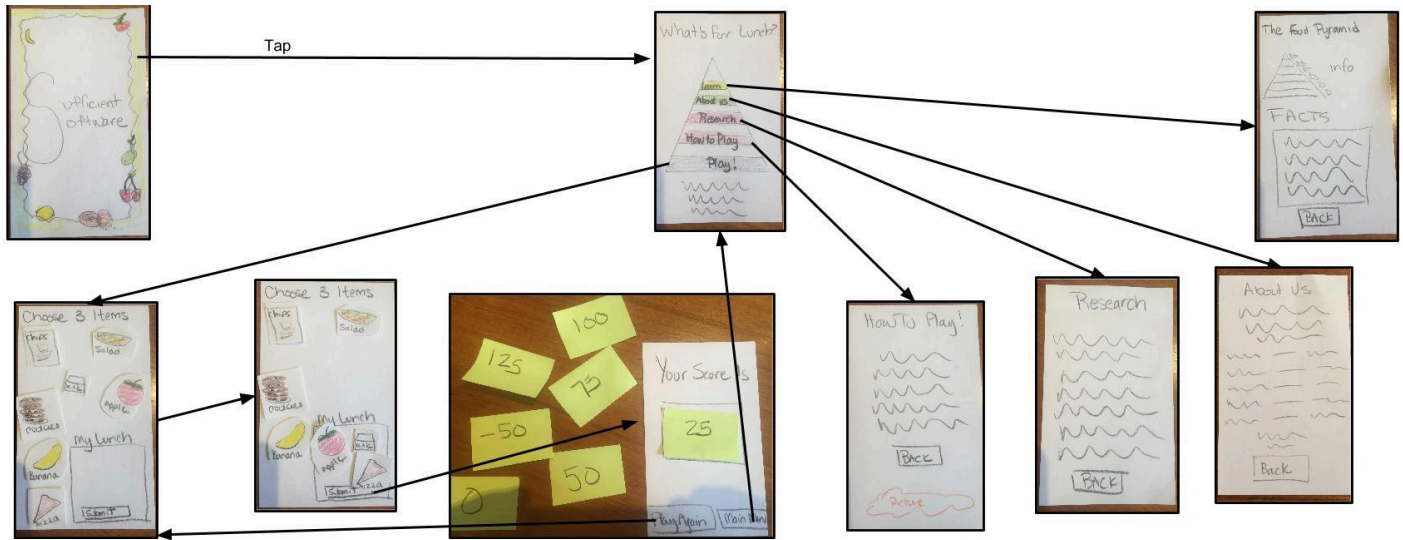 Sufficient
Software
Tap
What's For Lunch?
Learn
About us
Research
How to Play
Play!
The Food Pyramid
info
FACTS
BACK
Choose 3 Items
chips
Salad
milk
apple
cookies
My Lunch
Banana
Pizza
Submit
Choose 3 Items
Salad
cookies
My Lunch
Banana
apple
milk
Pizza
Submit
100
125
75
-50
50
0
Your Score Is
25
Play Again
Main Men
How To Play!
BACK
Picture
Research
BACK
About Us
Back